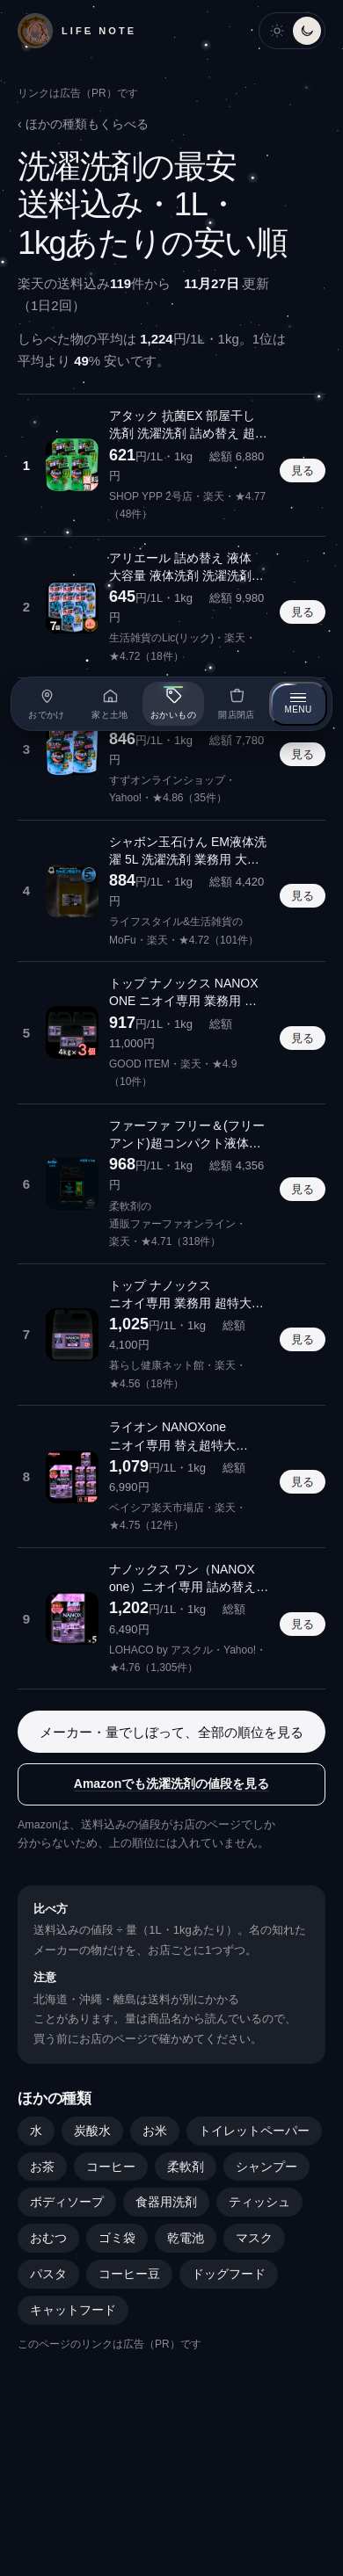 LIFE NOTE
リンクは広告（PR）です
‹ ほかの種類もくらべる
洗濯洗剤の最安
送料込み・1L・
1kgあたりの安い順
楽天の送料込み119件から　11月27日 更新
（1日2回）
しらべた物の平均は 1,224円/1L・1kg。1位は
平均より 49% 安いです。
アタック 抗菌EX 部屋干し
洗剤 洗濯洗剤 詰め替え 超…
1
621円/1L・1kg　総額 6,880
円
見る
SHOP YPP 2号店・楽天・★4.77
（48件）
アリエール 詰め替え 液体
大容量 液体洗剤 洗濯洗剤…
2
7個
645円/1L・1kg　総額 9,980
円
見る
生活雑貨のLic(リック)・楽天・
★4.72（18件）
おでかけ
家と土地
おかいもの
開店閉店
MENU
3
846円/1L・1kg　総額 7,780
円
見る
すずオンラインショップ・
Yahoo!・★4.86（35件）
シャボン玉石けん EM液体洗
濯 5L 洗濯洗剤 業務用 大…
4
884円/1L・1kg　総額 4,420
円
見る
ライフスタイル&生活雑貨の
MoFu・楽天・★4.72（101件）
トップ ナノックス NANOX
ONE ニオイ専用 業務用 …
5
4kg×3個
917円/1L・1kg　総額
11,000円
見る
GOOD ITEM・楽天・★4.9
（10件）
ファーファ フリー＆(フリー
アンド)超コンパクト液体…
6
968円/1L・1kg　総額 4,356
円
見る
柔軟剤の
通販ファーファオンライン・
楽天・★4.71（318件）
トップ ナノックス
ニオイ専用 業務用 超特大…
7
1,025円/1L・1kg　総額
4,100円
見る
暮らし健康ネット館・楽天・
★4.56（18件）
ライオン NANOXone
ニオイ専用 替え超特大…
8
1,079円/1L・1kg　総額
6,990円
見る
ベイシア楽天市場店・楽天・
★4.75（12件）
ナノックス ワン（NANOX
one）ニオイ専用 詰め替え…
9
×5
1,202円/1L・1kg　総額
6,490円
見る
LOHACO by アスクル・Yahoo!・
★4.76（1,305件）
メーカー・量でしぼって、全部の順位を見る
Amazonでも洗濯洗剤の値段を見る
Amazonは、送料込みの値段がお店のページでしか
分からないため、上の順位には入れていません。
比べ方
送料込みの値段 ÷ 量（1L・1kgあたり）。名の知れた
メーカーの物だけを、お店ごとに1つずつ。
注意
北海道・沖縄・離島は送料が別にかかる
ことがあります。量は商品名から読んでいるので、
買う前にお店のページで確かめてください。
ほかの種類
水
炭酸水
お米
トイレットペーパー
お茶
コーヒー
柔軟剤
シャンプー
ボディソープ
食器用洗剤
ティッシュ
おむつ
ゴミ袋
乾電池
マスク
パスタ
コーヒー豆
ドッグフード
キャットフード
このページのリンクは広告（PR）です